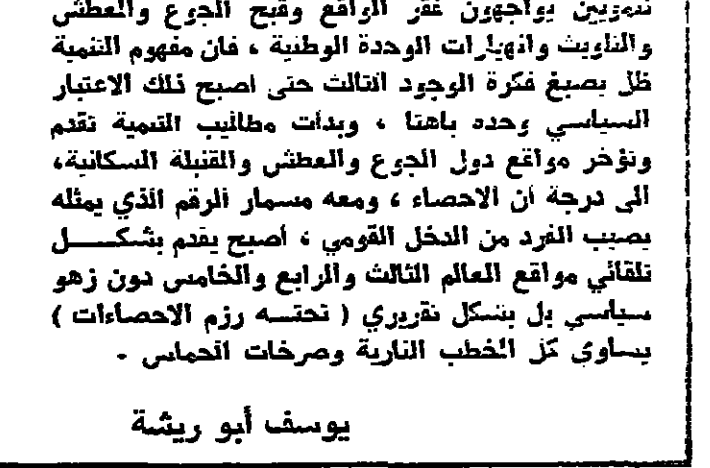 تنمويين يواجهون فقر الواقع وقبح الجوع والعطش
والتلويث وانهيارات الوحدة الوطنية ، فان مفهوم التنمية
ظل يصبغ فكرة الوجود الثالث حتى اصبح ذلك الاعتبار
السياسي وحده باهتا ، وبدأت مطاليب التنمية تقدم
وتؤخر مواقع دول الجوع والعطش والقنبلة السكانية،
الى درجة أن الاحصاء ، ومعه مسمار الرقم الذي يمثله
نصيب الفرد من الدخل القومي ، أصبح يقدم بشكل
تلقائي مواقع العالم الثالث والرابع والخامس دون زهو
سياسي بل بشكل تقريري ( تحته رزم الاحصاءات )
يساوي كل الخطب النارية وصرخات الحماس .
يوسف أبو ريشة